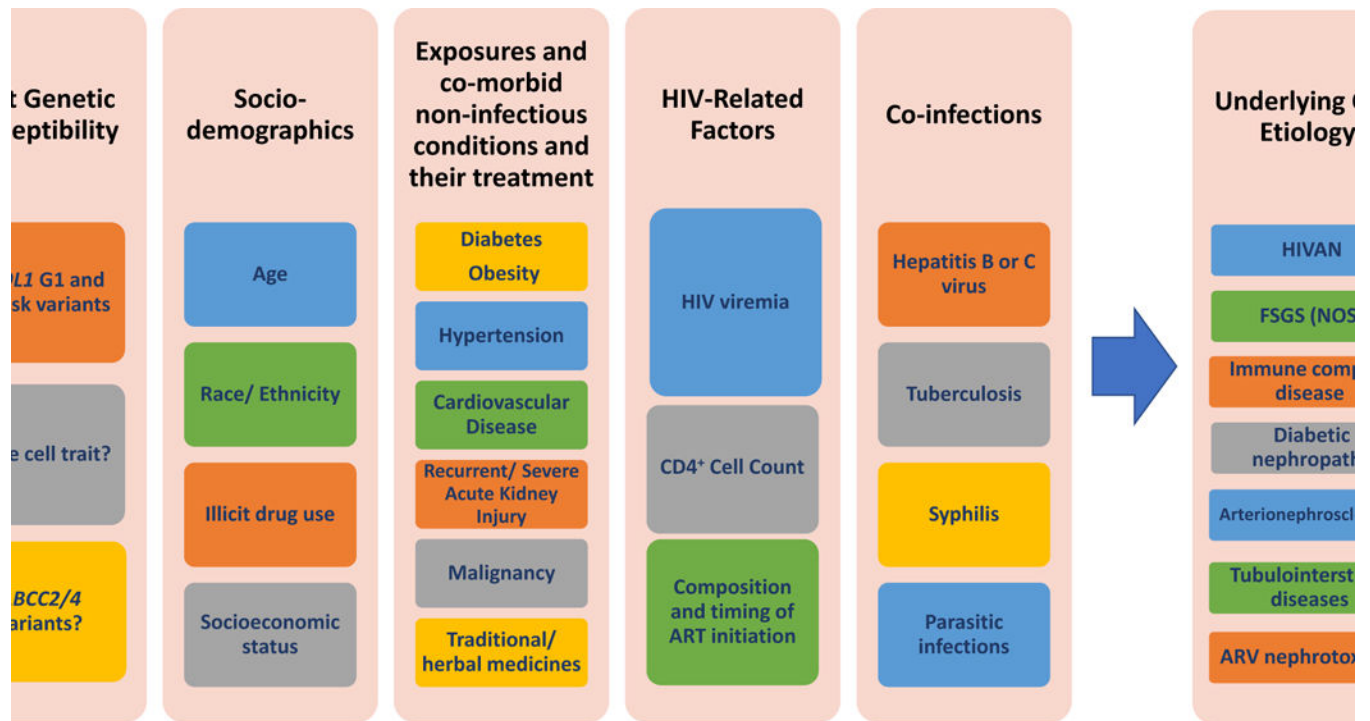 t Genetic
eptibility
OL1 G1 and
sk variants
e cell trait?
BCC2/4
ariants?
Socio-
demographics
Age
Race/ Ethnicity
Illicit drug use
Socioeconomic
status
Exposures and
co-morbid
non-infectious
conditions and
their treatment
Diabetes
Obesity
Hypertension
Cardiovascular
Disease
Recurrent/ Severe
Acute Kidney
Injury
Malignancy
Traditional/
herbal medicines
HIV-Related
Factors
HIV viremia
CD4⁺ Cell Count
Composition
and timing of
ART initiation
Co-infections
Hepatitis B or C
virus
Tuberculosis
Syphilis
Parasitic
infections
Underlying
Etiology
HIVAN
FSGS (NOS
Immune comp
disease
Diabetic
nephropath
Arterionephroscl
Tubulointerst
diseases
ARV nephrotox